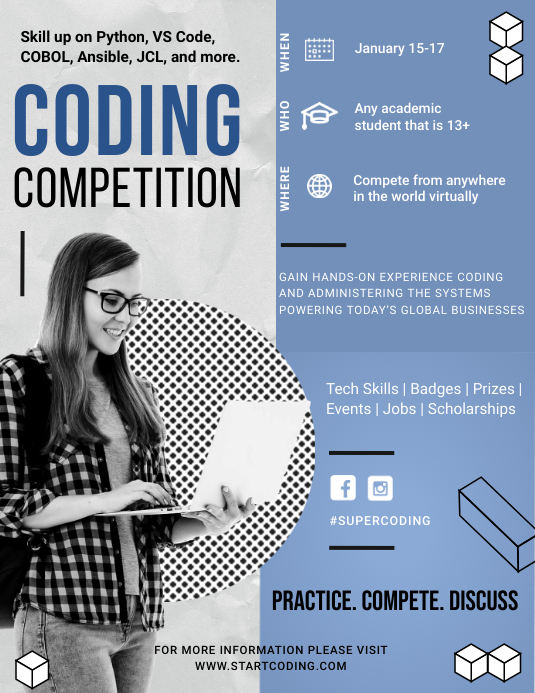 Skill up on Python, VS Code,
COBOL, Ansible, JCL, and more.
CODING
COMPETITION
WHEN
January 15-17
WHO
Any academic
student that is 13+
WHERE
Compete from anywhere
in the world virtually
GAIN HANDS-ON EXPERIENCE CODING
AND ADMINISTERING THE SYSTEMS
POWERING TODAY'S GLOBAL BUSINESSES
Tech Skills | Badges | Prizes |
Events | Jobs | Scholarships
#SUPERCODING
PRACTICE. COMPETE. DISCUSS
FOR MORE INFORMATION PLEASE VISIT
WWW.STARTCODING.COM